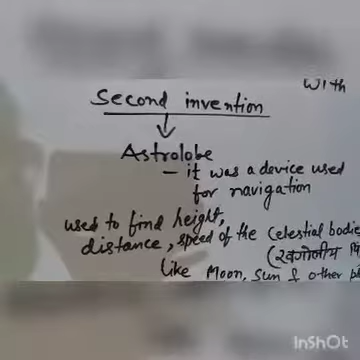 with
Second invention
Astrolobe
- it was a device used
for navigation
used to find height,
distance, speed of the celestial bodie
(खगोलीय
like Moon, Sun & other
InShOt